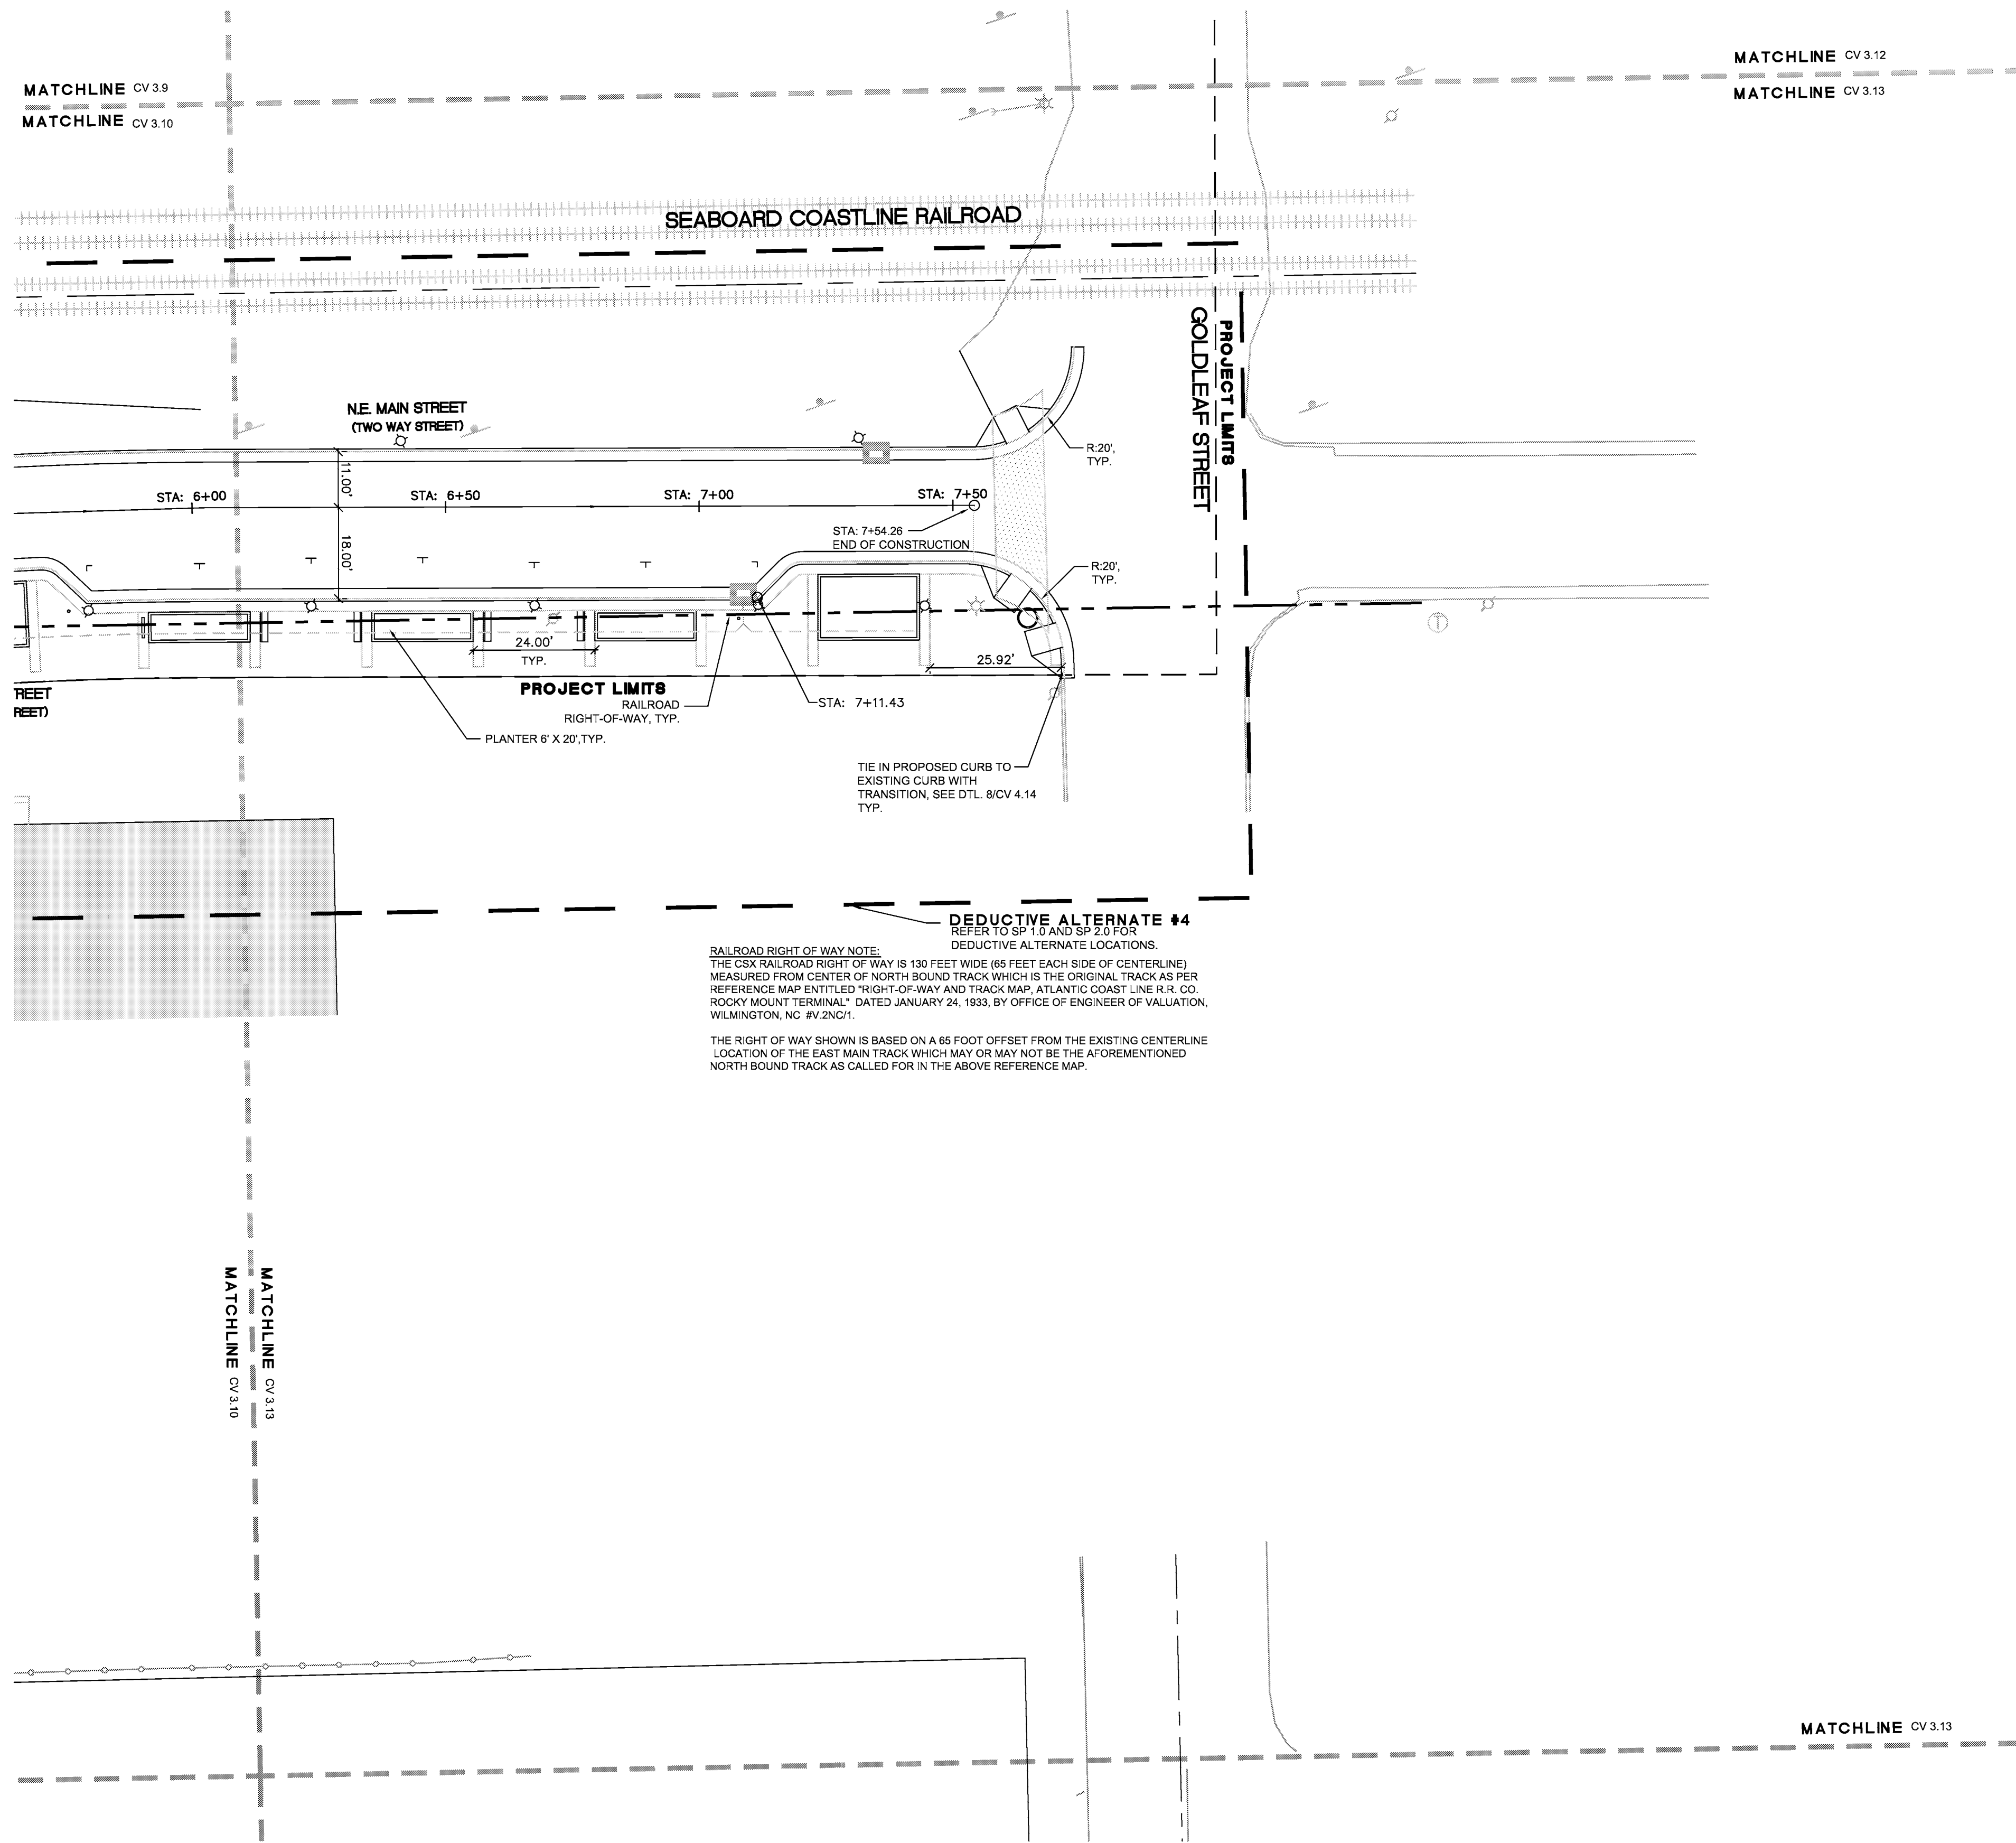 MATCHLINE CV 3.9
MATCHLINE CV 3.10
MATCHLINE CV 3.12
MATCHLINE CV 3.13
SEABOARD COASTLINE RAILROAD
PROJECT LIMITS
GOLDLEAF STREET
N.E. MAIN STREET
(TWO WAY STREET)
R:20',
TYP.
11.00'
STA: 6+00
STA: 6+50
STA: 7+00
STA: 7+50
STA: 7+54.26
END OF CONSTRUCTION
18.00'
R:20',
TYP.
24.00'
TYP.
25.92'
REET
REET)
PROJECT LIMITS
RAILROAD
RIGHT-OF-WAY, TYP.
STA: 7+11.43
PLANTER 6' X 20',TYP.
TIE IN PROPOSED CURB TO
EXISTING CURB WITH
TRANSITION, SEE DTL. 8/CV 4.14
TYP.
DEDUCTIVE ALTERNATE #4
REFER TO SP 1.0 AND SP 2.0 FOR
DEDUCTIVE ALTERNATE LOCATIONS.
RAILROAD RIGHT OF WAY NOTE:
THE CSX RAILROAD RIGHT OF WAY IS 130 FEET WIDE (65 FEET EACH SIDE OF CENTERLINE)
MEASURED FROM CENTER OF NORTH BOUND TRACK WHICH IS THE ORIGINAL TRACK AS PER
REFERENCE MAP ENTITLED "RIGHT-OF-WAY AND TRACK MAP, ATLANTIC COAST LINE R.R. CO.
ROCKY MOUNT TERMINAL" DATED JANUARY 24, 1933, BY OFFICE OF ENGINEER OF VALUATION,
WILMINGTON, NC #V.2NC/1.
THE RIGHT OF WAY SHOWN IS BASED ON A 65 FOOT OFFSET FROM THE EXISTING CENTERLINE
LOCATION OF THE EAST MAIN TRACK WHICH MAY OR MAY NOT BE THE AFOREMENTIONED
NORTH BOUND TRACK AS CALLED FOR IN THE ABOVE REFERENCE MAP.
MATCHLINE CV 3.10
MATCHLINE CV 3.13
MATCHLINE CV 3.13
T